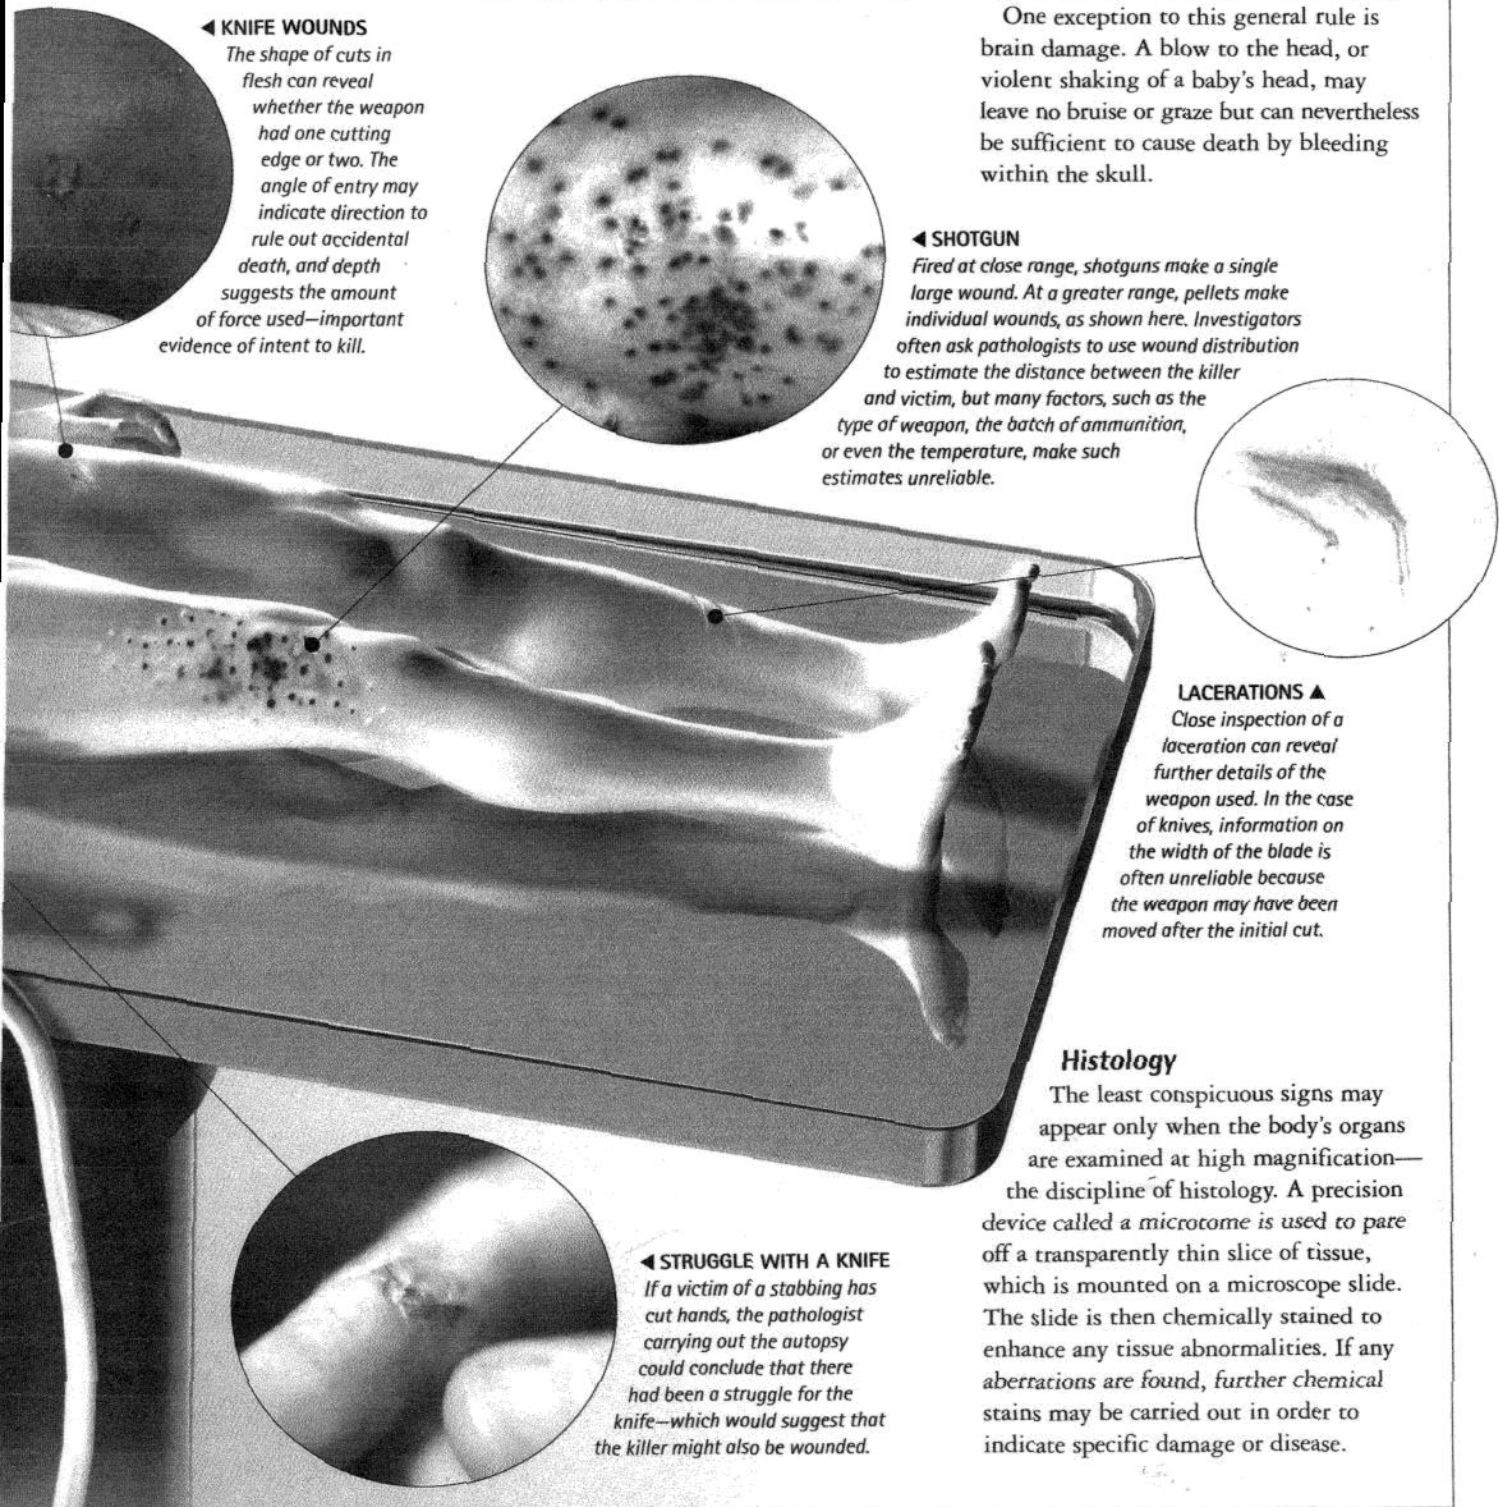 ◀ KNIFE WOUNDS
The shape of cuts in
flesh can reveal
whether the weapon
had one cutting
edge or two. The
angle of entry may
indicate direction to
rule out accidental
death, and depth
suggests the amount
of force used—important
evidence of intent to kill.
One exception to this general rule is
brain damage. A blow to the head, or
violent shaking of a baby's head, may
leave no bruise or graze but can nevertheless
be sufficient to cause death by bleeding
within the skull.
◀ SHOTGUN
Fired at close range, shotguns make a single
large wound. At a greater range, pellets make
individual wounds, as shown here. Investigators
often ask pathologists to use wound distribution
to estimate the distance between the killer
and victim, but many factors, such as the
type of weapon, the batch of ammunition,
or even the temperature, make such
estimates unreliable.
LACERATIONS ▲
Close inspection of a
laceration can reveal
further details of the
weapon used. In the case
of knives, information on
the width of the blade is
often unreliable because
the weapon may have been
moved after the initial cut.
◀ STRUGGLE WITH A KNIFE
If a victim of a stabbing has
cut hands, the pathologist
carrying out the autopsy
could conclude that there
had been a struggle for the
knife—which would suggest that
the killer might also be wounded.
Histology
The least conspicuous signs may
appear only when the body's organs
are examined at high magnification—
the discipline of histology. A precision
device called a microtome is used to pare
off a transparently thin slice of tissue,
which is mounted on a microscope slide.
The slide is then chemically stained to
enhance any tissue abnormalities. If any
aberrations are found, further chemical
stains may be carried out in order to
indicate specific damage or disease.